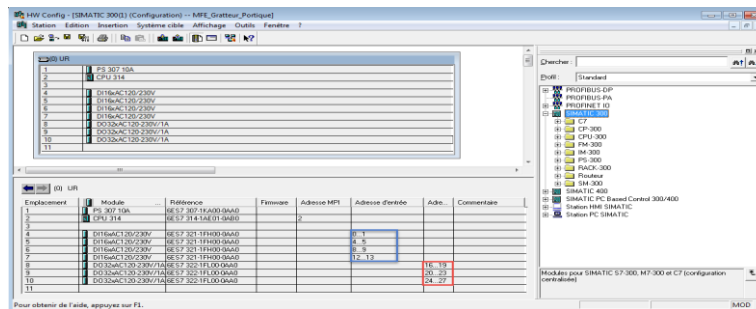 HW Config - [SIMATIC 300(1) (Configuration) -- MFE_Gratteur_Portique]
Station Edition Insertion Système cible Affichage Outils Fenêtre ?
(0) UR
1 PS 307 10A
2 CPU 314
3
4 DI16xAC120/230V
5 DI16xAC120/230V
6 DI16xAC120/230V
7 DI16xAC120/230V
8 DO32xAC120-230V/1A
9 DO32xAC120-230V/1A
10 DO32xAC120-230V/1A
11
Chercher :
Profil : Standard
PROFIBUS-DP
PROFIBUS-PA
PROFINET IO
SIMATIC 300
C7
CP-300
CPU-300
FM-300
IM-300
PS-300
RACK-300
Routeur
SM-300
SIMATIC 400
SIMATIC PC Based Control 300/400
Station HMI SIMATIC
Station PC SIMATIC
(0) UR
Emplacement Module ... Référence Firmware Adresse MPI Adresse d'entrée Adre... Commentaire
1 PS 307 10A 6ES7 307-1KA00-0AA0
2 CPU 314 6ES7 314-1AE01-0AB0 2
3
4 DI16xAC120/230V 6ES7 321-1FH00-0AA0 0...1
5 DI16xAC120/230V 6ES7 321-1FH00-0AA0 4...5
6 DI16xAC120/230V 6ES7 321-1FH00-0AA0 8...9
7 DI16xAC120/230V 6ES7 321-1FH00-0AA0 12...13
8 DO32xAC120-230V/1A 6ES7 322-1FL00-0AA0 16...19
9 DO32xAC120-230V/1A 6ES7 322-1FL00-0AA0 20...23
10 DO32xAC120-230V/1A 6ES7 322-1FL00-0AA0 24...27
11
Modules pour SIMATIC S7-300, M7-300 et C7 (configuration
centralisée)
Pour obtenir de l'aide, appuyez sur F1.
MOD